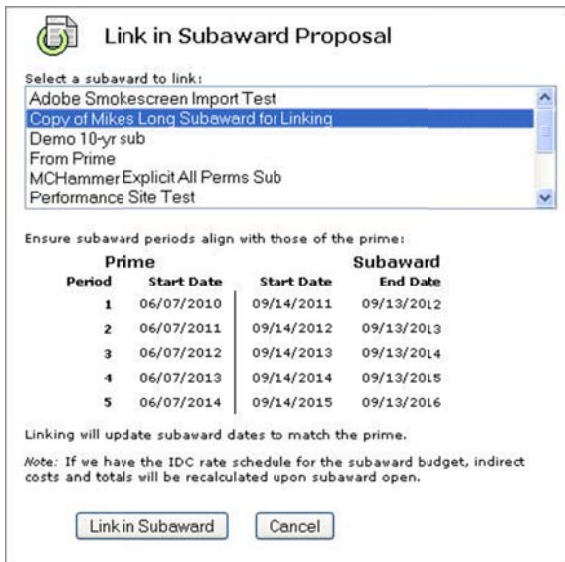 Link in Subaward Proposal
Select a subaward to link:
Adobe Smokescreen Import Test
Copy of Mikes Long Subaward for Linking
Demo 10-yr sub
From Prime
MCHammer Explicit All Perms Sub
Performance Site Test
Ensure subaward periods align with those of the prime:
Prime Subaward
Period Start Date Start Date End Date
1 06/07/2010 09/14/2011 09/13/2012
2 06/07/2011 09/14/2012 09/13/2013
3 06/07/2012 09/14/2013 09/13/2014
4 06/07/2013 09/14/2014 09/13/2015
5 06/07/2014 09/14/2015 09/13/2016
Linking will update subaward dates to match the prime.
Note: If we have the IDC rate schedule for the subaward budget, indirect
costs and totals will be recalculated upon subaward open.
Link in Subaward Cancel